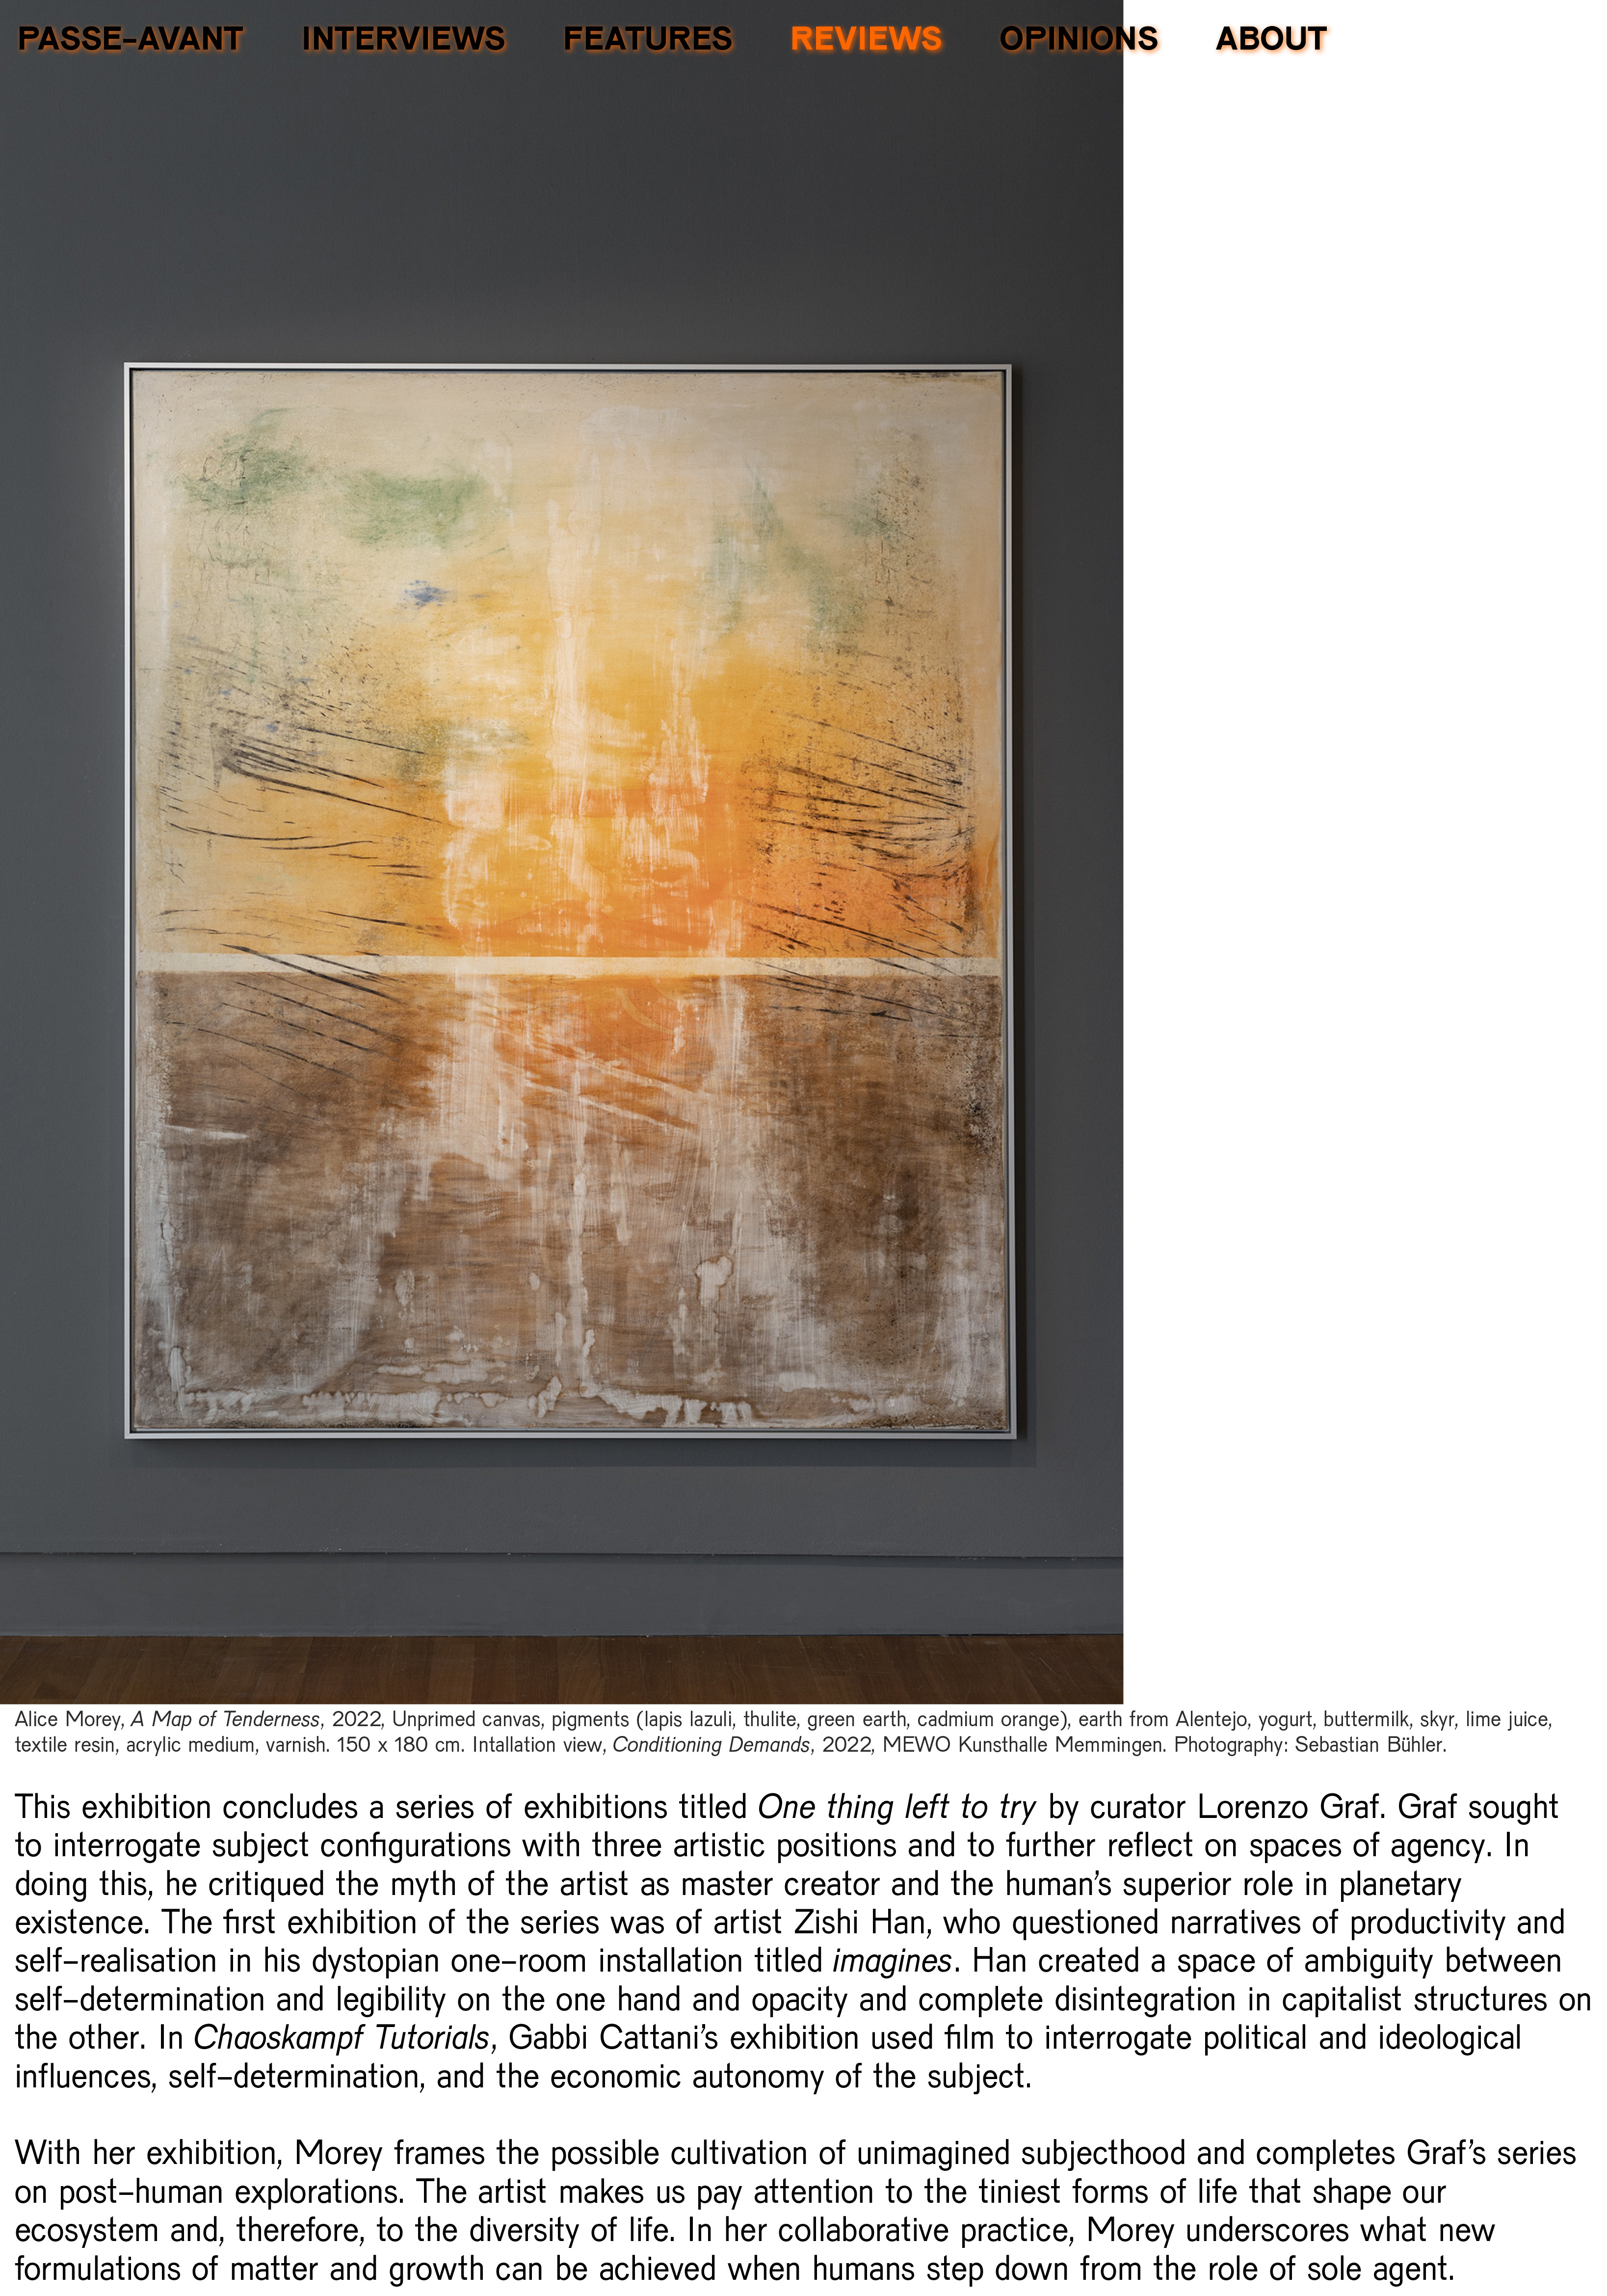 PASSE-AVANT INTERVIEWS FEATURES REVIEWS OPINIONS ABOUT
Alice Morey, A Map of Tenderness, 2022, Unprimed canvas, pigments (lapis lazuli, thulite, green earth, cadmium orange), earth from Alentejo, yogurt, buttermilk, skyr, lime juice,
textile resin, acrylic medium, varnish. 150 x 180 cm. Intallation view, Conditioning Demands, 2022, MEWO Kunsthalle Memmingen. Photography: Sebastian Bühler.
This exhibition concludes a series of exhibitions titled One thing left to try by curator Lorenzo Graf. Graf sought
to interrogate subject configurations with three artistic positions and to further reflect on spaces of agency. In
doing this, he critiqued the myth of the artist as master creator and the human's superior role in planetary
existence. The first exhibition of the series was of artist Zishi Han, who questioned narratives of productivity and
self-realisation in his dystopian one-room installation titled imagines. Han created a space of ambiguity between
self-determination and legibility on the one hand and opacity and complete disintegration in capitalist structures on
the other. In Chaoskampf Tutorials, Gabbi Cattani's exhibition used film to interrogate political and ideological
influences, self-determination, and the economic autonomy of the subject.
With her exhibition, Morey frames the possible cultivation of unimagined subjecthood and completes Graf's series
on post-human explorations. The artist makes us pay attention to the tiniest forms of life that shape our
ecosystem and, therefore, to the diversity of life. In her collaborative practice, Morey underscores what new
formulations of matter and growth can be achieved when humans step down from the role of sole agent.